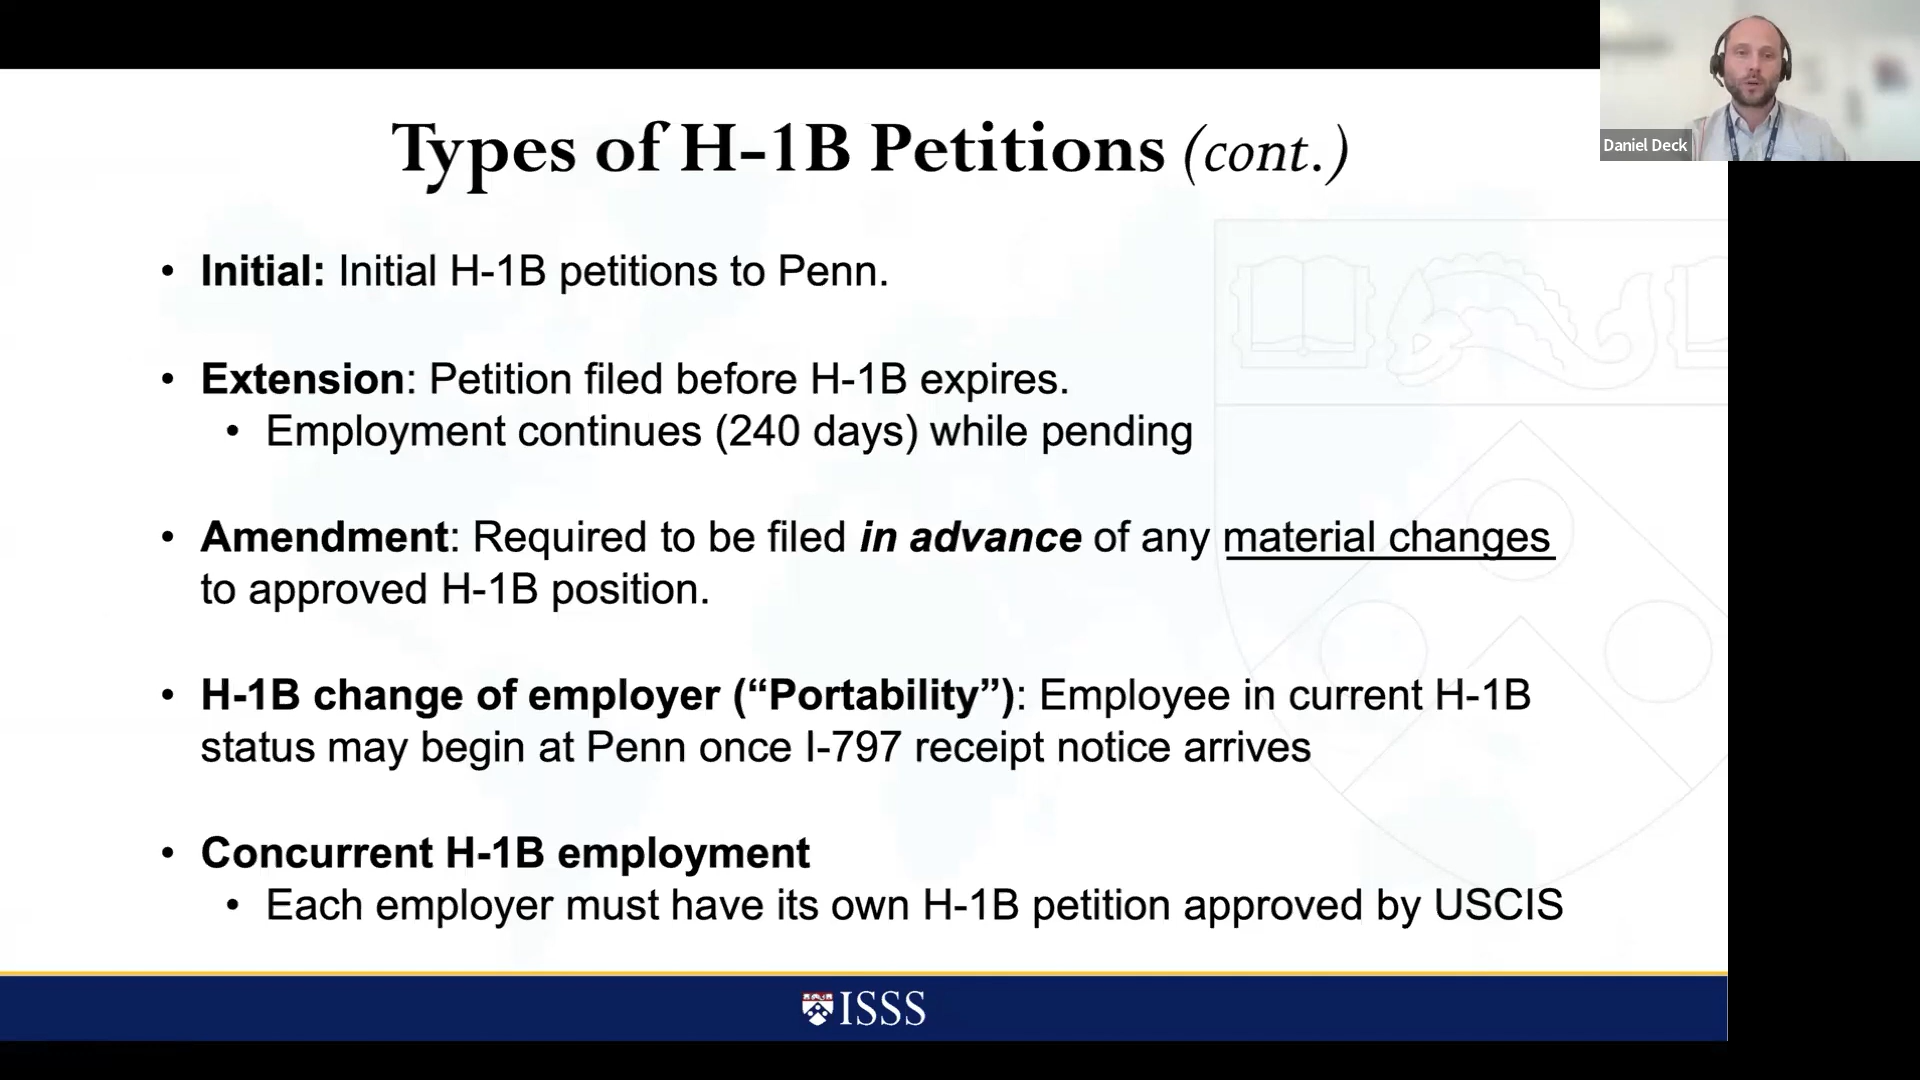 Types of H-1B Petitions (cont.)
Daniel Deck
• Initial: Initial H-1B petitions to Penn.
• Extension: Petition filed before H-1B expires.
• Employment continues (240 days) while pending
• Amendment: Required to be filed in advance of any material changes
to approved H-1B position.
• H-1B change of employer (“Portability”): Employee in current H-1B
status may begin at Penn once I-797 receipt notice arrives
• Concurrent H-1B employment
• Each employer must have its own H-1B petition approved by USCIS
ISSS